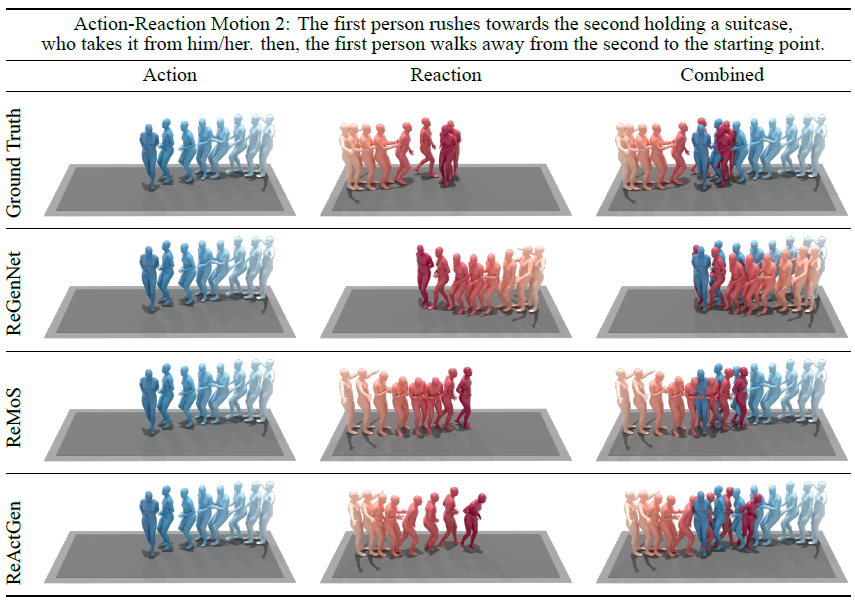 Action-Reaction Motion 2: The first person rushes towards the second holding a suitcase,
who takes it from him/her. then, the first person walks away from the second to the starting point.
Action Reaction Combined
Ground Truth
ReGenNet
ReMoS
ReActGen